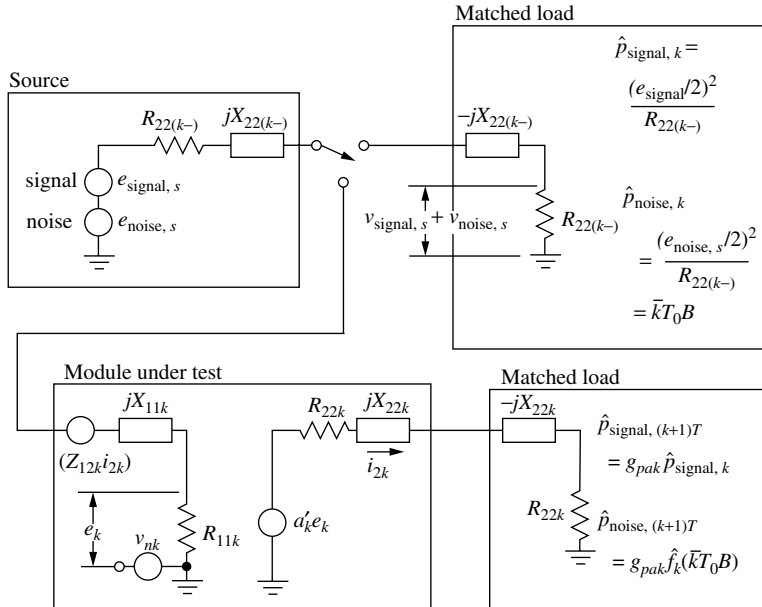 Matched load
p̂signal, k =
(esignal/2)²
R22(k−)
Source
R22(k−)
jX22(k−)
−jX22(k−)
signal
esignal, s
noise
enoise, s
vsignal, s + vnoise, s
R22(k−)
p̂noise, k
= (enoise, s/2)²
R22(k−)
= k̄T0B
Module under test
Matched load
jX11k
R22k
jX22k
−jX22k
(Z12ki2k)
i2k
p̂signal, (k+1)T
= gpak p̂signal, k
ek
vnk
R11k
a′kek
R22k
p̂noise, (k+1)T
= gpak f̂k(k̄T0B)